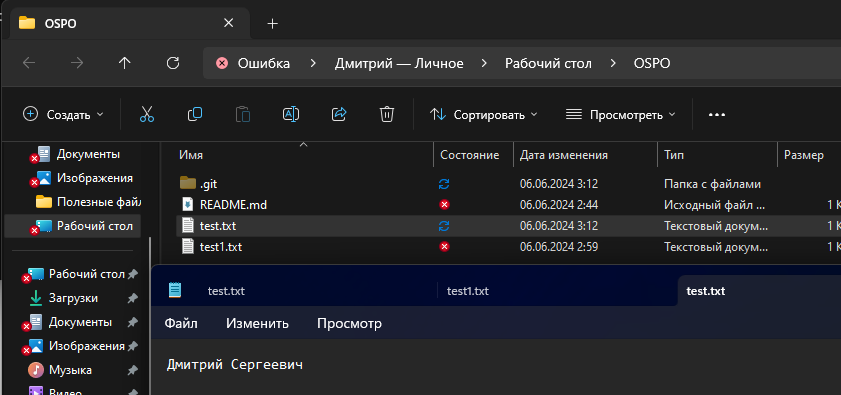 OSPO
Ошибка > Дмитрий — Личное > Рабочий стол > OSPO
Создать Сортировать Просмотреть
Имя Состояние Дата изменения Тип Размер
.git 06.06.2024 3:12 Папка с файлами
README.md 06.06.2024 2:44 Исходный файл ... 1 К
test.txt 06.06.2024 3:12 Текстовый докум... 1 К
test1.txt 06.06.2024 2:59 Текстовый докум... 1 К
Документы
Изображения
Полезные файл
Рабочий стол
Рабочий стол
Загрузки
Документы
Изображения
Музыка
Видео
test.txt test1.txt test.txt
Файл Изменить Просмотр
Дмитрий Сергеевич